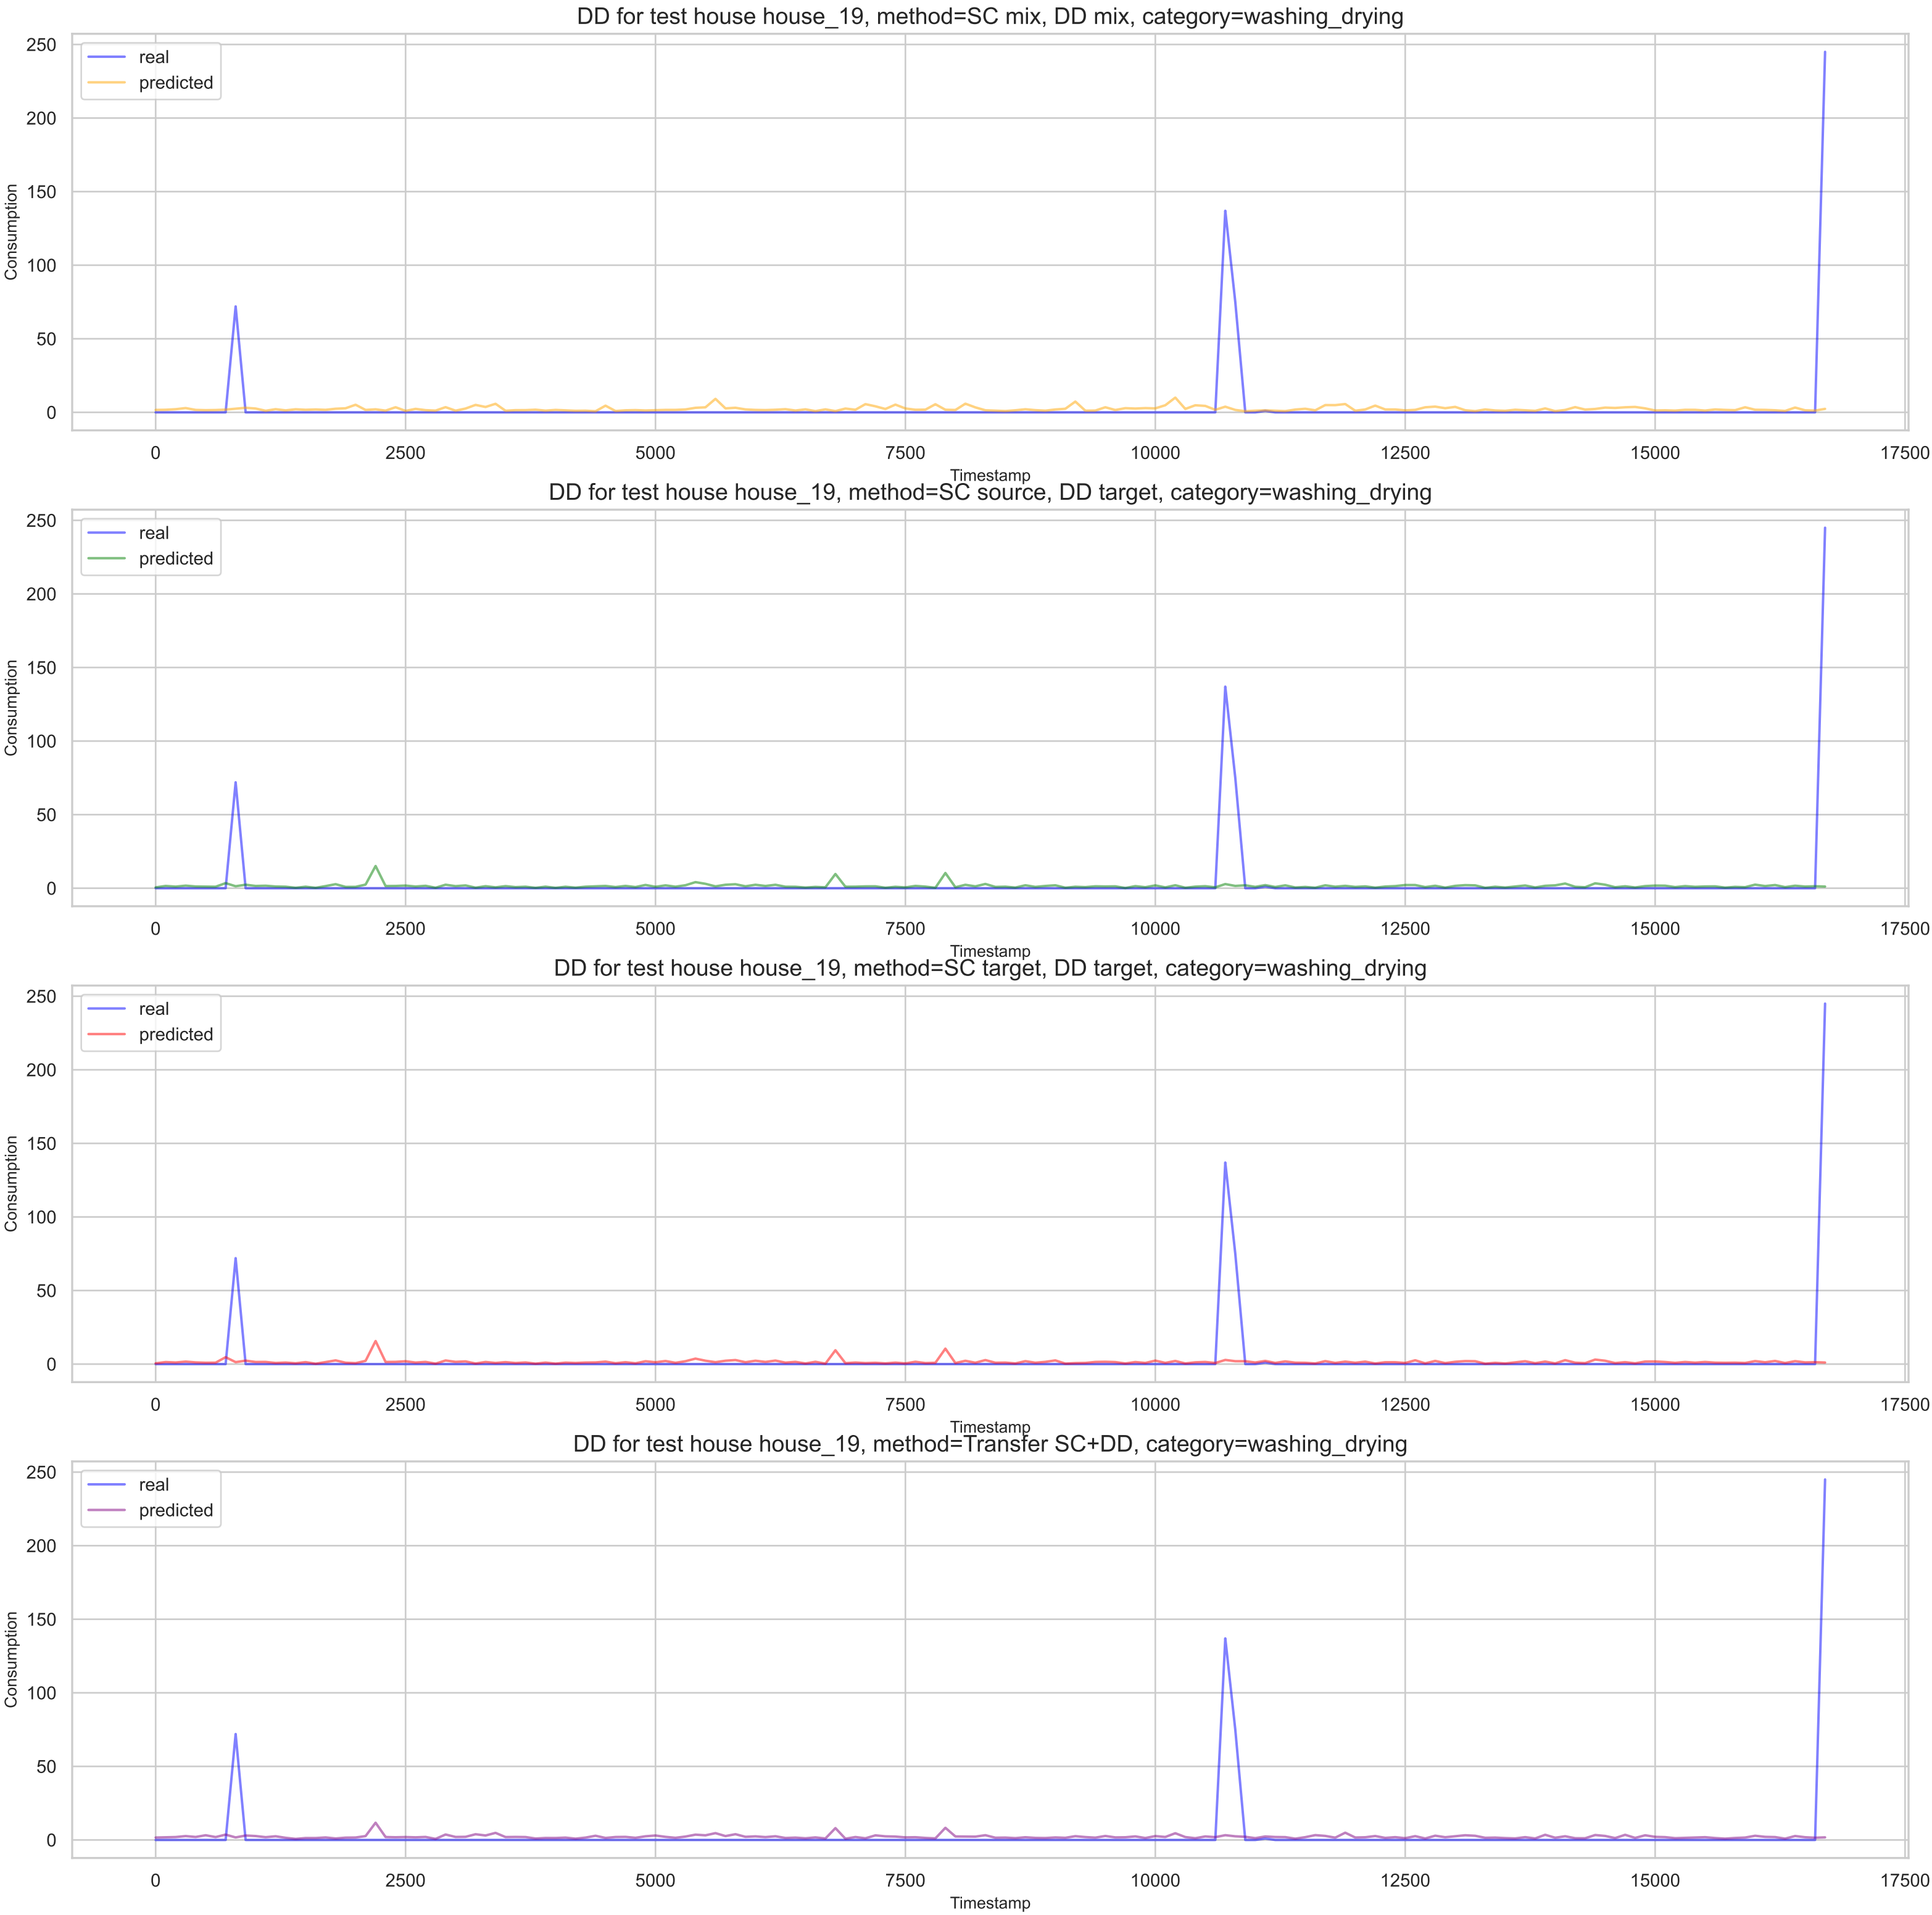 DD for test house house_19, method=SC mix, DD mix, category=washing_drying
250
200
150
100
50
0
Consumption
real
predicted
0 2500 5000 7500 10000 12500 15000 17500
Timestamp
DD for test house house_19, method=SC source, DD target, category=washing_drying
250
200
150
100
50
0
Consumption
real
predicted
0 2500 5000 7500 10000 12500 15000 17500
Timestamp
DD for test house house_19, method=SC target, DD target, category=washing_drying
250
200
150
100
50
0
Consumption
real
predicted
0 2500 5000 7500 10000 12500 15000 17500
Timestamp
DD for test house house_19, method=Transfer SC+DD, category=washing_drying
250
200
150
100
50
0
Consumption
real
predicted
0 2500 5000 7500 10000 12500 15000 17500
Timestamp